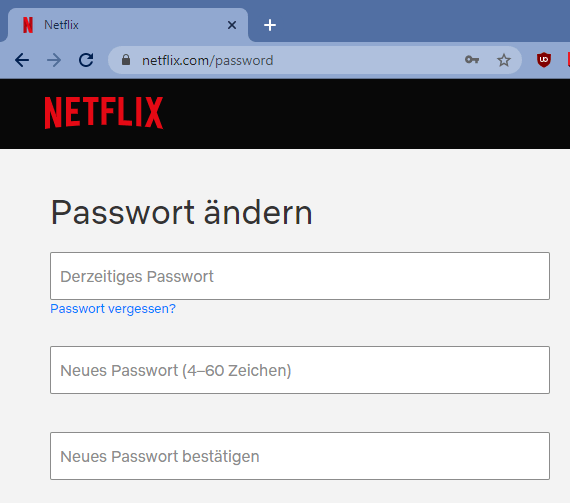 Netflix
netflix.com/password
NETFLIX
Passwort ändern
Derzeitiges Passwort
Passwort vergessen?
Neues Passwort (4–60 Zeichen)
Neues Passwort bestätigen